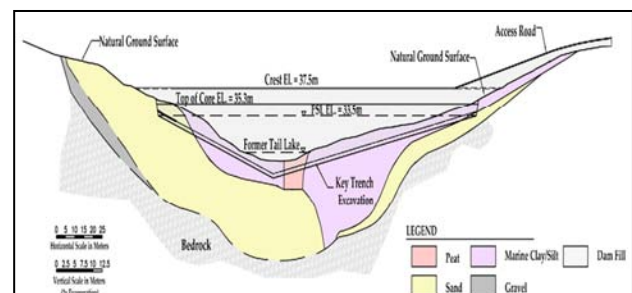 Natural Ground Surface
Access Road
Natural Ground Surface
Crest El. = 37.5m
Top of Core EL. = 35.3m
FSL EL. = 33.5m
Former Tail Lake
Key Trench
Excavation
Bedrock
0 5 10 15 20 25
Horizontal Scale in Meters
0 2.5 5 7.5 10 12.5
Vertical Scale in Meters
LEGEND
Peat
Marine Clay/Silt
Dam Fill
Sand
Gravel